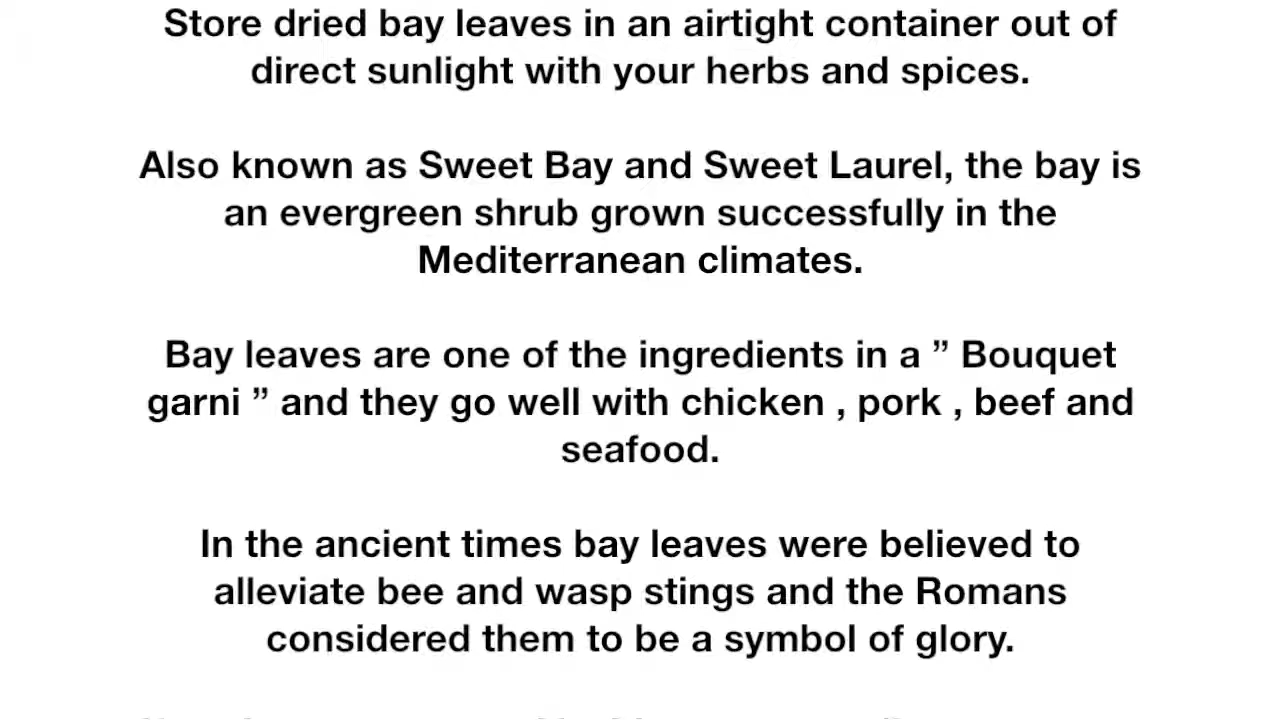 Store dried bay leaves in an airtight container out of
direct sunlight with your herbs and spices.
Also known as Sweet Bay and Sweet Laurel, the bay is
an evergreen shrub grown successfully in the
Mediterranean climates.
Bay leaves are one of the ingredients in a ” Bouquet
garni ” and they go well with chicken , pork , beef and
seafood.
In the ancient times bay leaves were believed to
alleviate bee and wasp stings and the Romans
considered them to be a symbol of glory.